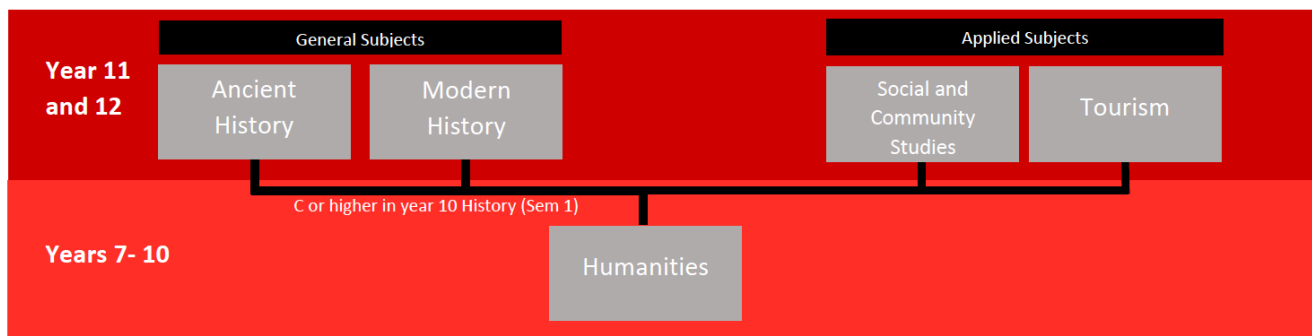 General Subjects
Applied Subjects
Year 11
and 12
Ancient
History
Modern
History
Social and
Community
Studies
Tourism
C or higher in year 10 History (Sem 1)
Years 7- 10
Humanities